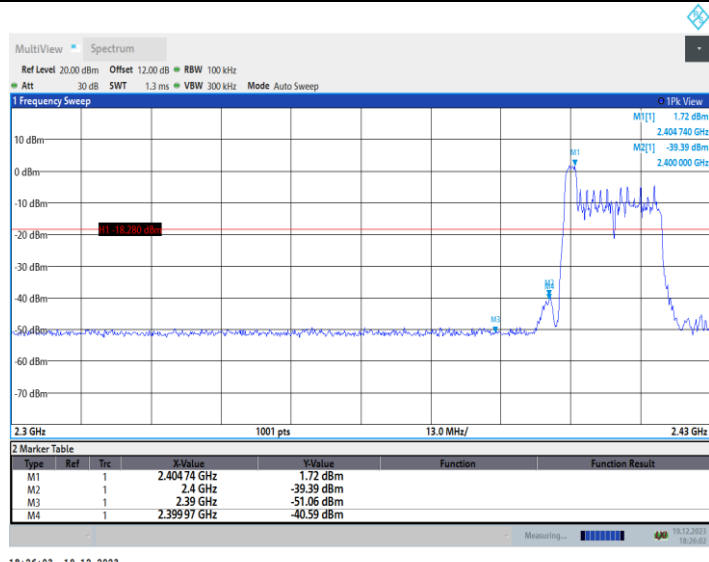 MultiView Spectrum
Ref Level 20.00 dBm Offset 12.00 dB RBW 100 kHz
Att 30 dB SWT 1.3 ms VBW 300 kHz Mode Auto Sweep
1 Frequency Sweep 1Pk View
M1[1] 1.72 dBm
2.404 740 GHz
M2[1] -39.39 dBm
2.400 000 GHz
10 dBm
M1
0 dBm
-10 dBm
H1 -18.280 dBm
-20 dBm
-30 dBm
-40 dBm
M3
-50 dBm
-60 dBm
-70 dBm
2.3 GHz 1001 pts 13.0 MHz/ 2.43 GHz
2 Marker Table
Type Ref Trc X-Value Y-Value Function Function Result
M1 1 2.404 74 GHz 1.72 dBm
M2 1 2.4 GHz -39.39 dBm
M3 1 2.39 GHz -51.06 dBm
M4 1 2.399 97 GHz -40.59 dBm
Measuring... 19.12.2023
18:26:02